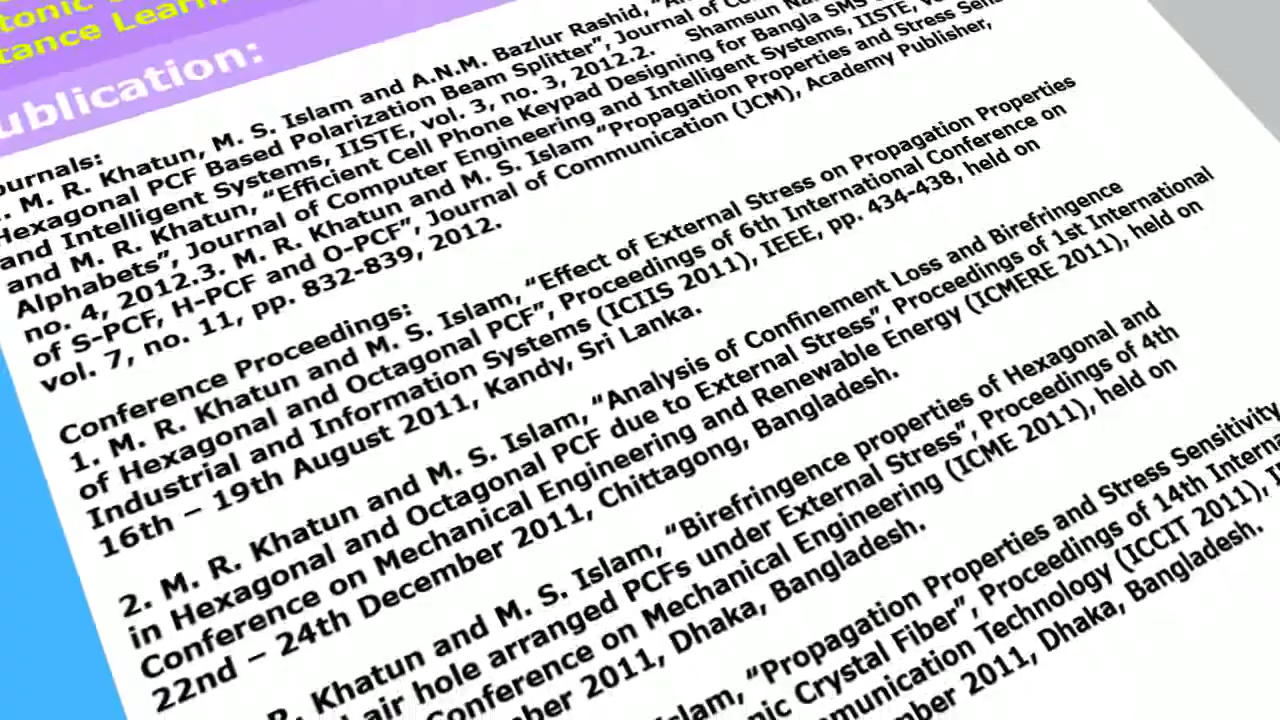 tonic
tance Learn
ublication:
ournals:
M. R. Khatun, M. S. Islam and A.N.M. Bazlur Rashid,
Hexagonal PCF Based Polarization Beam Splitter”, Journal of
and Intelligent Systems, IISTE, vol. 3, no. 3, 2012.2. Shamsun
and M. R. Khatun, “Efficient Cell Phone Keypad Designing for Bangla SMS
Alphabets”, Journal of Computer Engineering and Intelligent Systems, IISTE,
no. 4, 2012.3. M. R. Khatun and M. S. Islam “Propagation Properties and Stress
of S-PCF, H-PCF and O-PCF”, Journal of Communication (JCM), Academy Publisher,
vol. 7, no. 11, pp. 832-839, 2012.
Conference Proceedings:
1. M. R. Khatun and M. S. Islam, “Effect of External Stress on Propagation Properties
of Hexagonal and Octagonal PCF”, Proceedings of 6th International Conference on
Industrial and Information Systems (ICIIS 2011), IEEE, pp. 434-438, held on
16th – 19th August 2011, Kandy, Sri Lanka.
2. M. R. Khatun and M. S. Islam, “Analysis of Confinement Loss and Birefringence
in Hexagonal and Octagonal PCF due to External Stress”, Proceedings of 1st International
Conference on Mechanical Engineering and Renewable Energy (ICMERE 2011), held on
22nd – 24th December 2011, Chittagong, Bangladesh.
R. Khatun and M. S. Islam, “Birefringence properties of Hexagonal and
air hole arranged PCFs under External Stress”, Proceedings of 4th
Conference on Mechanical Engineering (ICME 2011), held on
ber 2011, Dhaka, Bangladesh.
slam, “Propagation Properties and Stress Sensitivity
nic Crystal Fiber”, Proceedings of 14th Intern
mmunication Technology (ICCIT 2011),
mber 2011, Dhaka, Bangladesh.